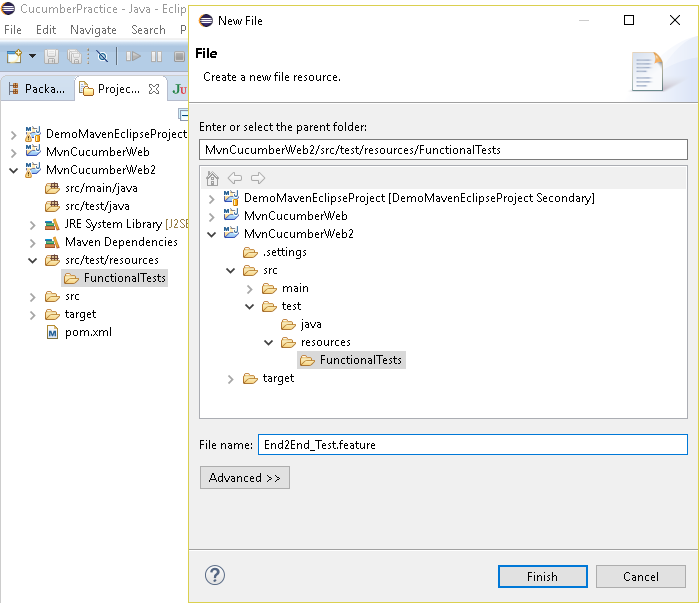 CucumberPractice - Java - Eclip
File Edit Navigate Search P
Packa... Projec... Ju
DemoMavenEclipseProject
MvnCucumberWeb
MvnCucumberWeb2
src/main/java
src/test/java
JRE System Library [J2SE
Maven Dependencies
src/test/resources
FunctionalTests
src
target
pom.xml
New File
File
Create a new file resource.
Enter or select the parent folder:
MvnCucumberWeb2/src/test/resources/FunctionalTests
DemoMavenEclipseProject [DemoMavenEclipseProject Secondary]
MvnCucumberWeb
MvnCucumberWeb2
.settings
src
main
test
java
resources
FunctionalTests
target
File name: End2End_Test.feature
Advanced >>
Finish Cancel